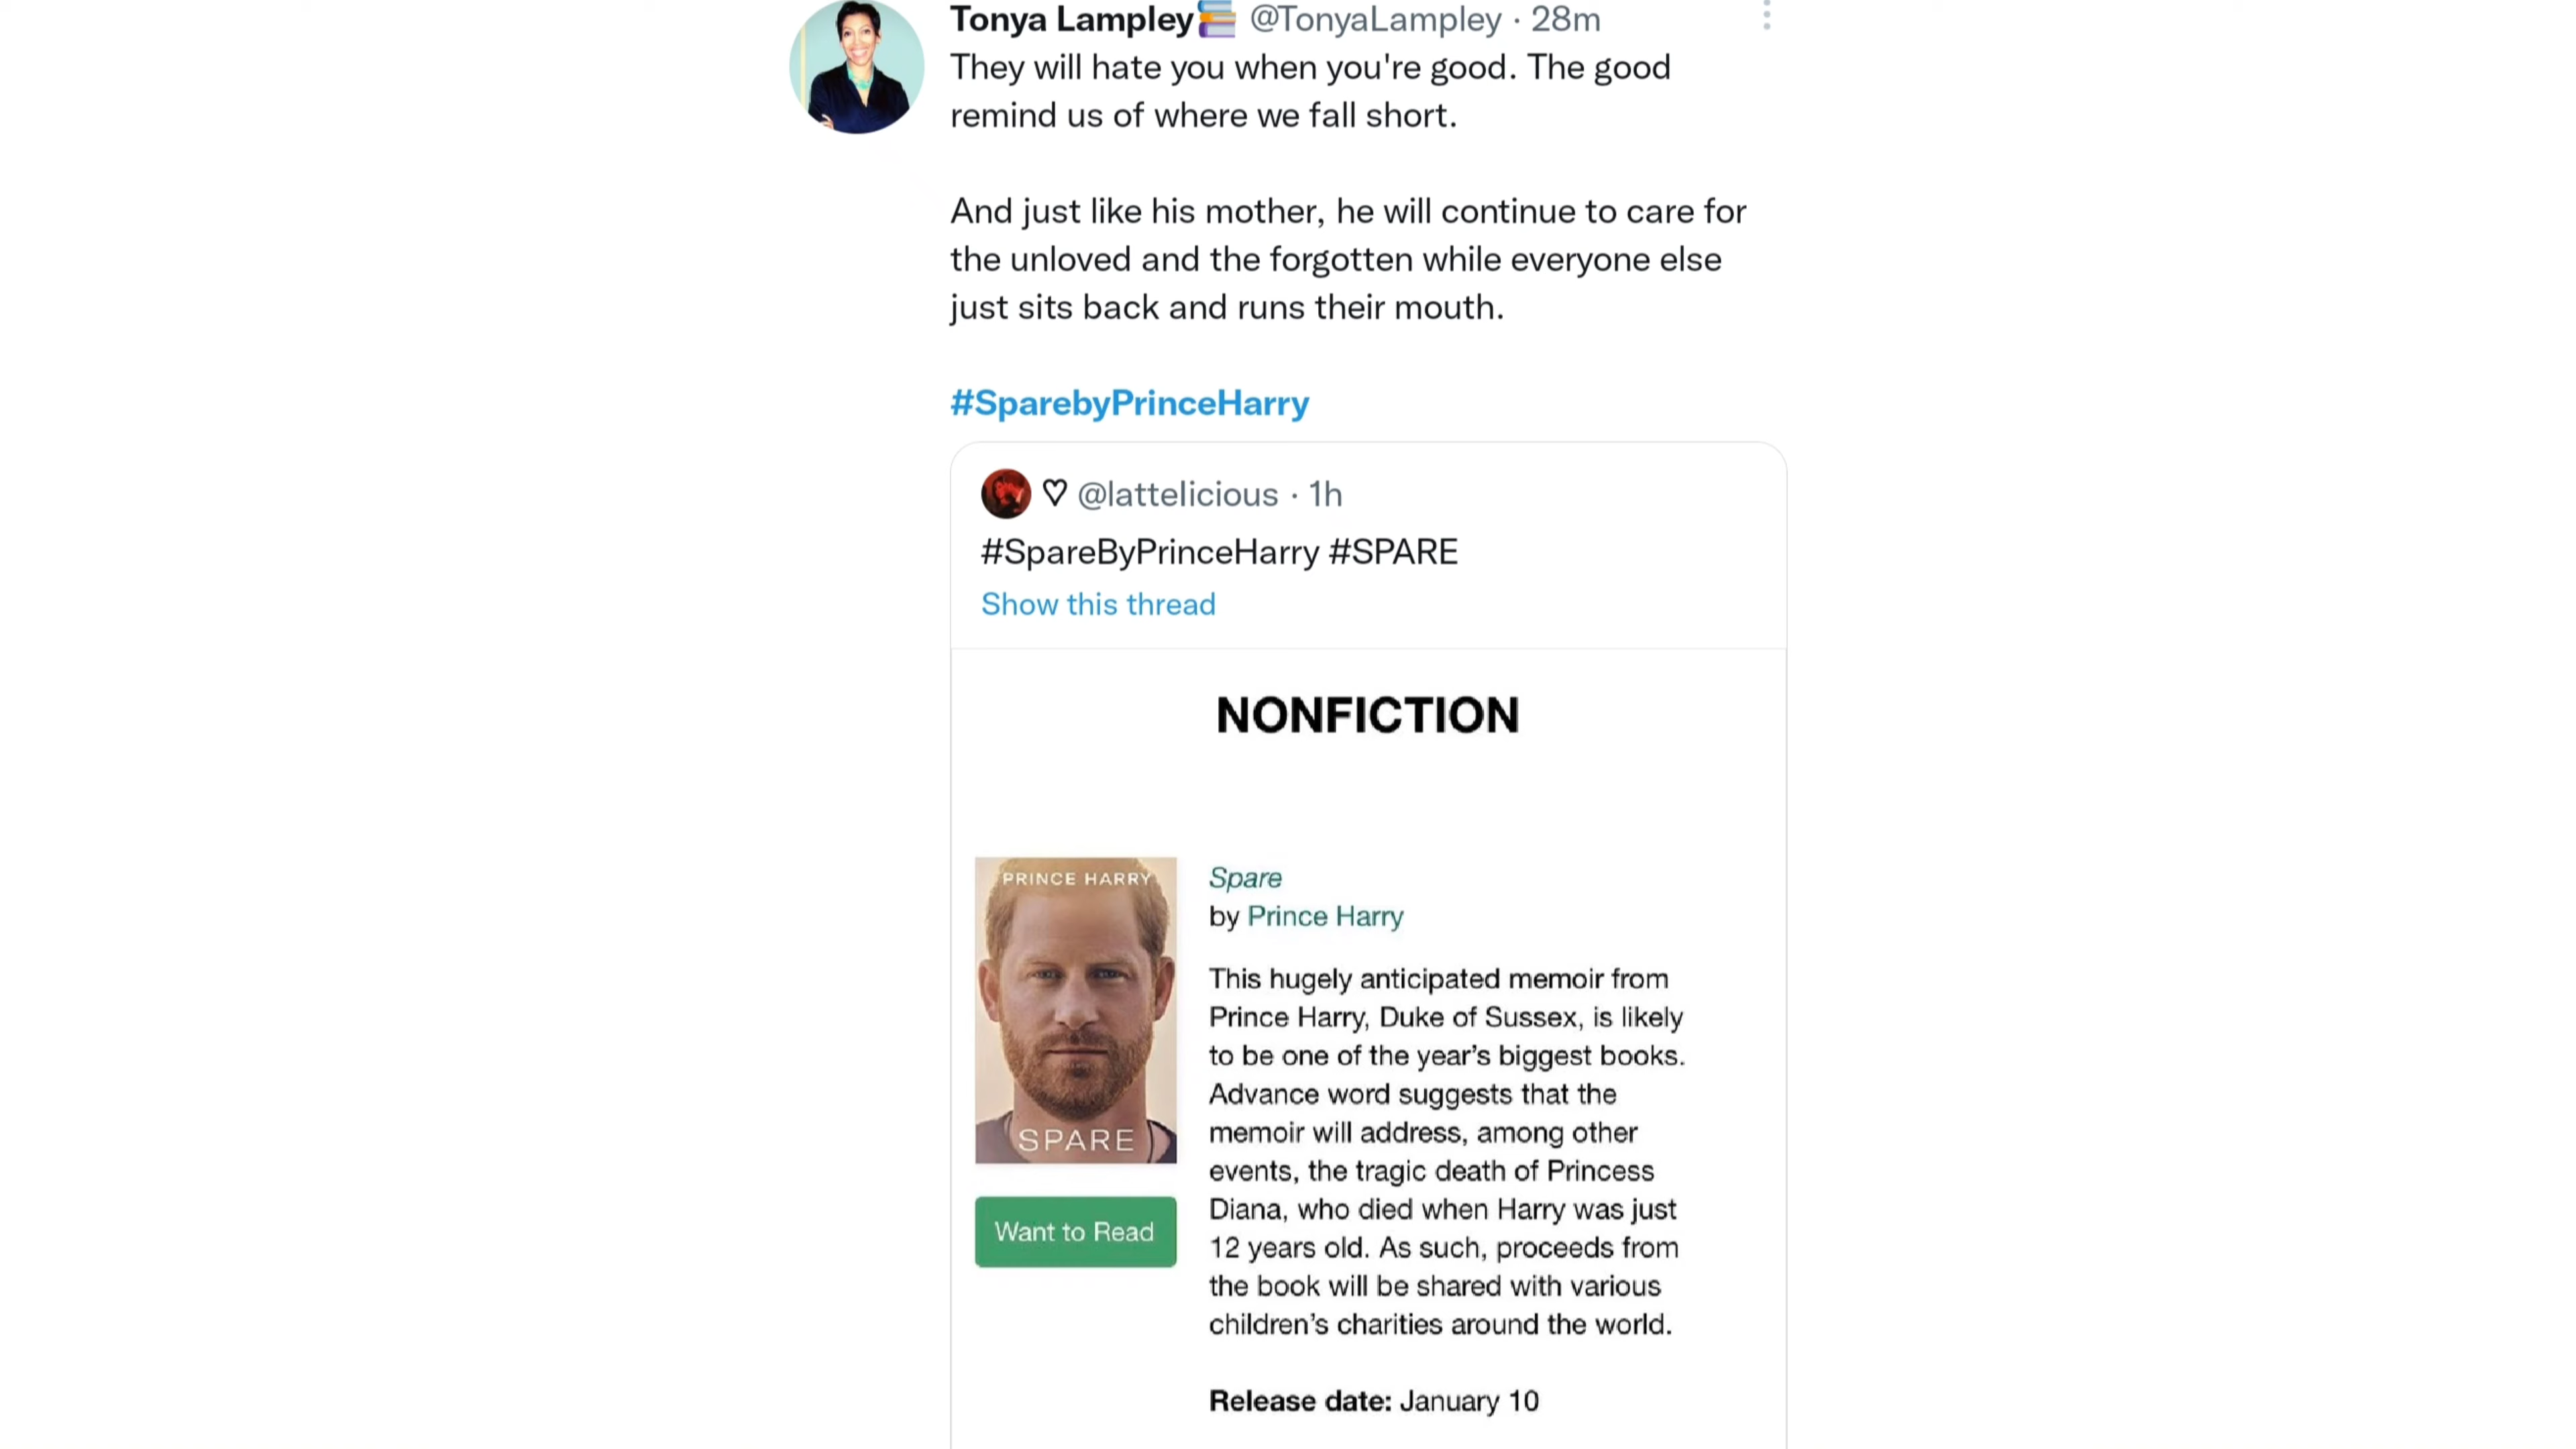 Tonya Lampley📚 @TonyaLampley · 28m
They will hate you when you're good. The good
remind us of where we fall short.
And just like his mother, he will continue to care for
the unloved and the forgotten while everyone else
just sits back and runs their mouth.
#SparebyPrinceHarry
♡ @lattelicious · 1h
#SpareByPrinceHarry #SPARE
Show this thread
NONFICTION
PRINCE HARRY
SPARE
Want to Read
Spare
by Prince Harry
This hugely anticipated memoir from
Prince Harry, Duke of Sussex, is likely
to be one of the year's biggest books.
Advance word suggests that the
memoir will address, among other
events, the tragic death of Princess
Diana, who died when Harry was just
12 years old. As such, proceeds from
the book will be shared with various
children's charities around the world.
Release date: January 10